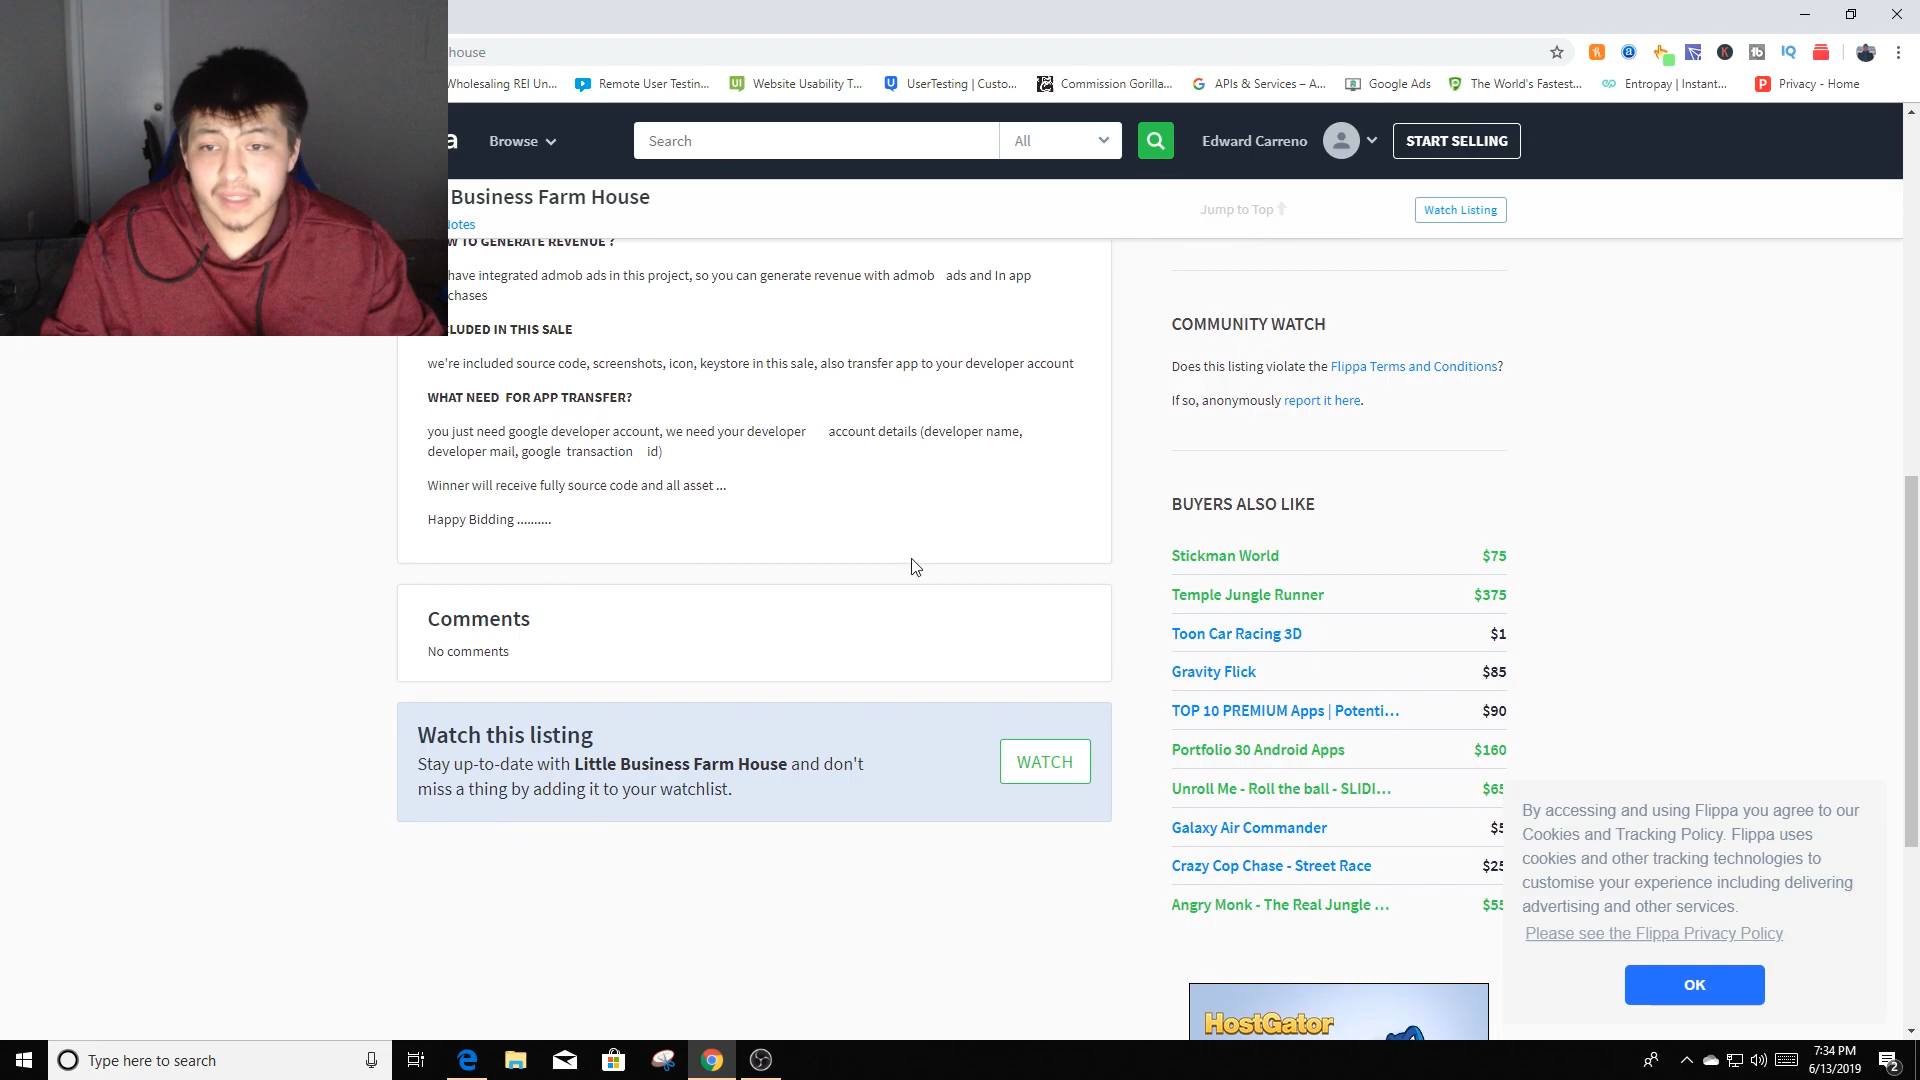 house
Wholesaling REI Un...
Remote User Testin...
Website Usability T...
UserTesting | Custo...
Commission Gorilla...
APIs & Services – A...
Google Ads
The World's Fastest...
Entropay | Instant...
Privacy - Home
a
Browse
Search
All
Edward Carreno
START SELLING
Business Farm House
Notes
Jump to Top
Watch Listing
W TO GENERATE REVENUE ?
have integrated admob ads in this project, so you can generate revenue with admob ads and In app
chases
CLUDED IN THIS SALE
we're included source code, screenshots, icon, keystore in this sale, also transfer app to your developer account
WHAT NEED FOR APP TRANSFER?
you just need google developer account, we need your developer account details (developer name,
developer mail, google transaction id)
Winner will receive fully source code and all asset ...
Happy Bidding ..........
Comments
No comments
Watch this listing
Stay up-to-date with Little Business Farm House and don't
miss a thing by adding it to your watchlist.
WATCH
COMMUNITY WATCH
Does this listing violate the Flippa Terms and Conditions?
If so, anonymously report it here.
BUYERS ALSO LIKE
Stickman World $75
Temple Jungle Runner $375
Toon Car Racing 3D $1
Gravity Flick $85
TOP 10 PREMIUM Apps | Potenti... $90
Portfolio 30 Android Apps $160
Unroll Me - Roll the ball - SLIDI... $65
Galaxy Air Commander $5
Crazy Cop Chase - Street Race $25
Angry Monk - The Real Jungle ... $55
HostGator
By accessing and using Flippa you agree to our
Cookies and Tracking Policy. Flippa uses
cookies and other tracking technologies to
customise your experience including delivering
advertising and other services.
Please see the Flippa Privacy Policy
OK
Type here to search
7:34 PM
6/13/2019
2